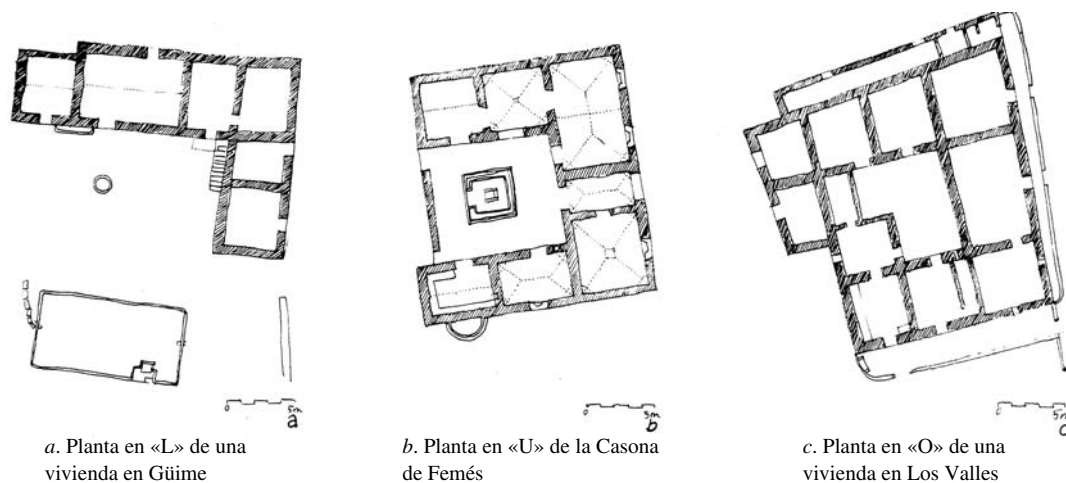 0 5m
a
0 5m
b
0 5m
c
a. Planta en «L» de una
vivienda en Güime
b. Planta en «U» de la Casona
de Femés
c. Planta en «O» de una
vivienda en Los Valles